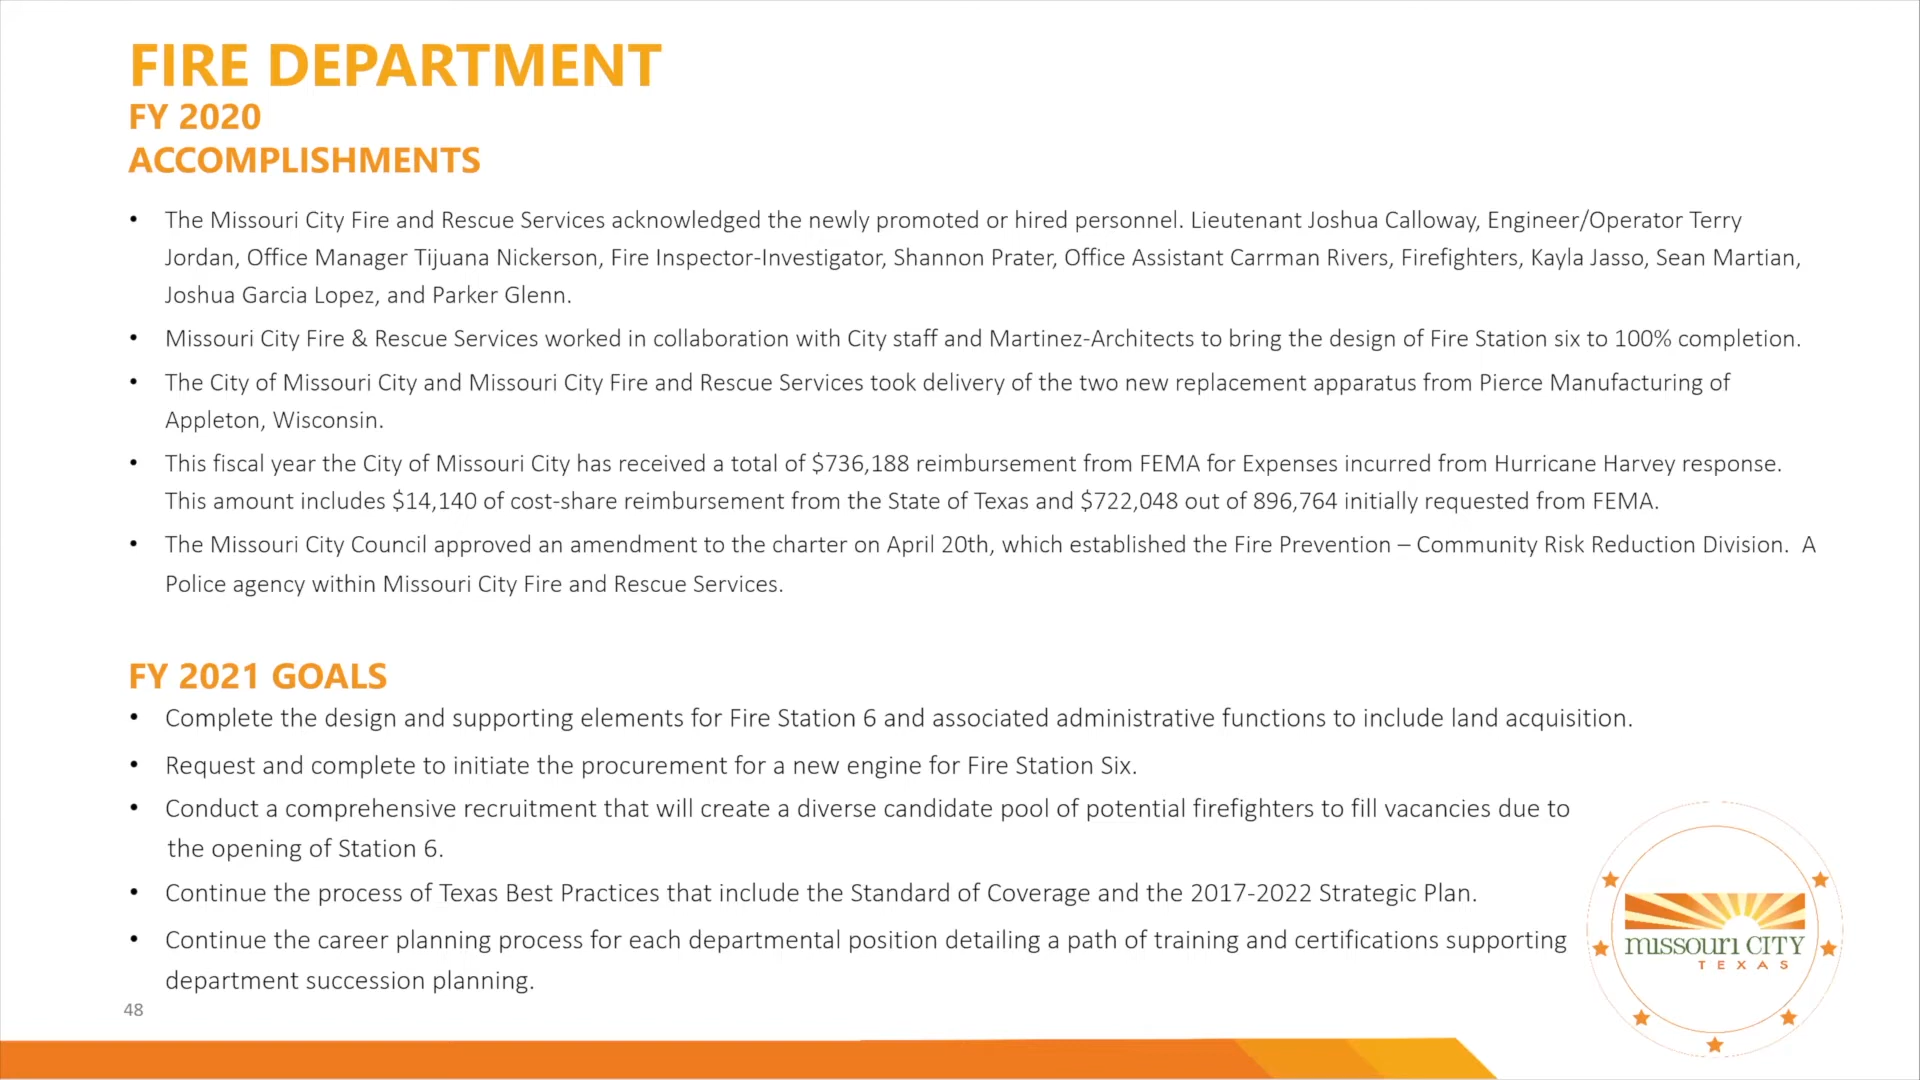 FIRE DEPARTMENT
FY 2020
ACCOMPLISHMENTS
• The Missouri City Fire and Rescue Services acknowledged the newly promoted or hired personnel. Lieutenant Joshua Calloway, Engineer/Operator Terry
Jordan, Office Manager Tijuana Nickerson, Fire Inspector-Investigator, Shannon Prater, Office Assistant Carrman Rivers, Firefighters, Kayla Jasso, Sean Martian,
Joshua Garcia Lopez, and Parker Glenn.
• Missouri City Fire & Rescue Services worked in collaboration with City staff and Martinez-Architects to bring the design of Fire Station six to 100% completion.
• The City of Missouri City and Missouri City Fire and Rescue Services took delivery of the two new replacement apparatus from Pierce Manufacturing of
Appleton, Wisconsin.
• This fiscal year the City of Missouri City has received a total of $736,188 reimbursement from FEMA for Expenses incurred from Hurricane Harvey response.
This amount includes $14,140 of cost-share reimbursement from the State of Texas and $722,048 out of 896,764 initially requested from FEMA.
• The Missouri City Council approved an amendment to the charter on April 20th, which established the Fire Prevention – Community Risk Reduction Division. A
Police agency within Missouri City Fire and Rescue Services.
FY 2021 GOALS
• Complete the design and supporting elements for Fire Station 6 and associated administrative functions to include land acquisition.
• Request and complete to initiate the procurement for a new engine for Fire Station Six.
• Conduct a comprehensive recruitment that will create a diverse candidate pool of potential firefighters to fill vacancies due to
the opening of Station 6.
• Continue the process of Texas Best Practices that include the Standard of Coverage and the 2017-2022 Strategic Plan.
• Continue the career planning process for each departmental position detailing a path of training and certifications supporting
department succession planning.
48
missouri CITY
TEXAS